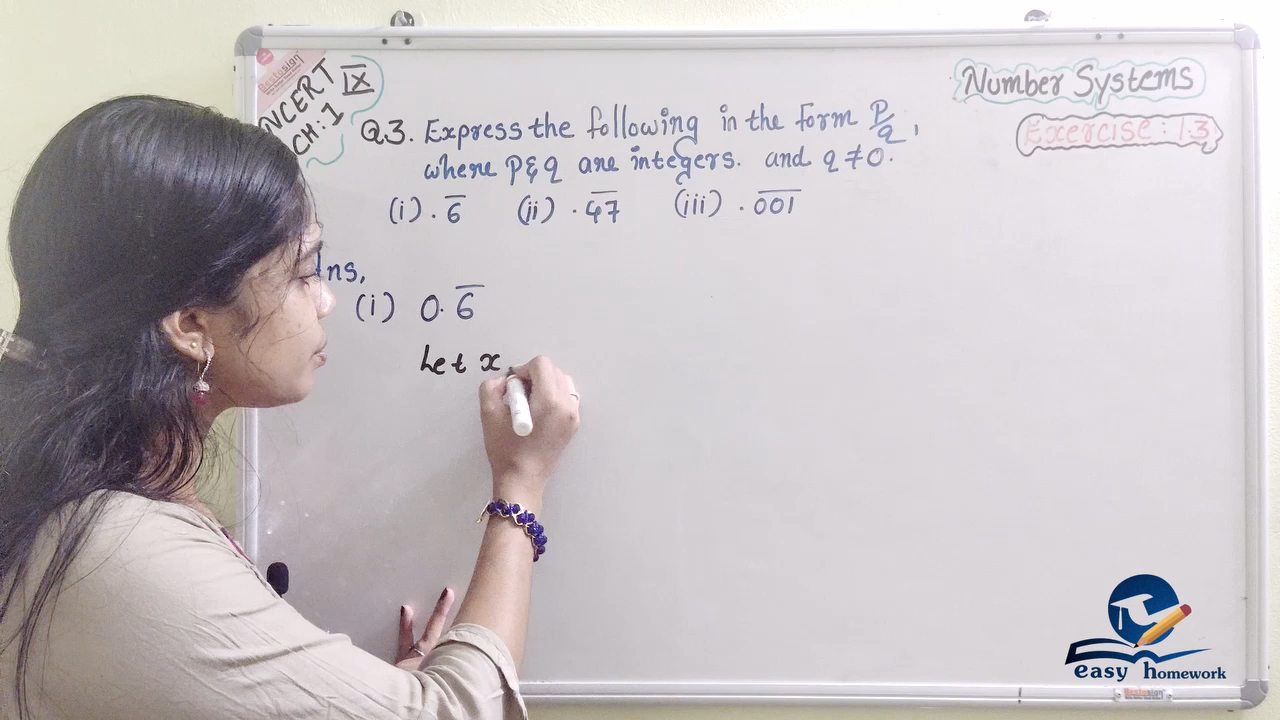 NCERT IX
CH:1
Number Systems
Exercise: 1.3
Q3. Express the following in the form P/q,
where p & q are integers. and q ≠ 0.
(i) .6̅ (ii) .4̅7̅ (iii) .0̅0̅1̅
Ans,
(i) 0.6̅
Let x
easy homework